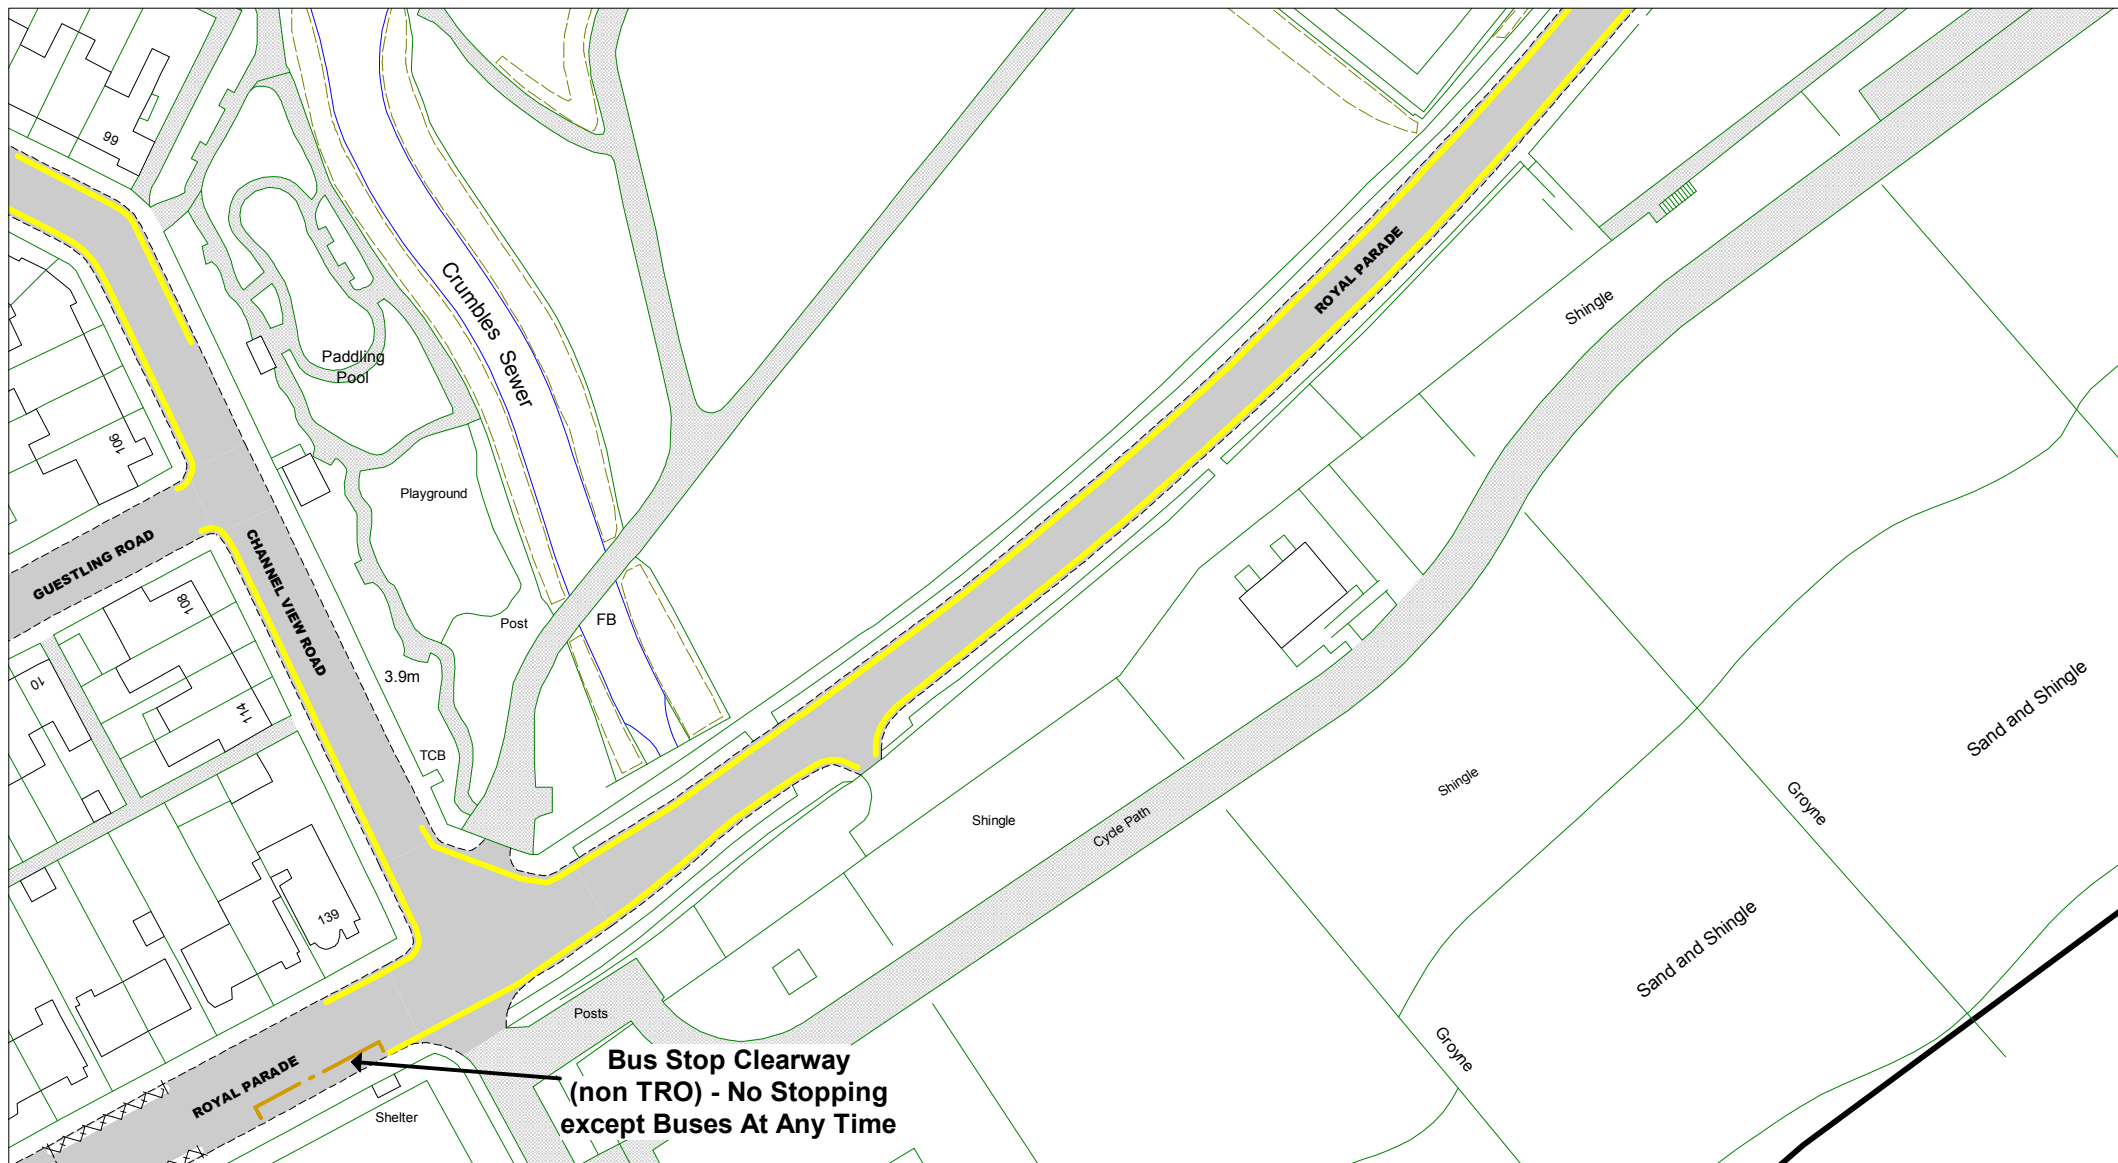 99
ROYAL PARADE
Crumbles Sewer
Shingle
Paddling
Pool
106
Playground
GUESTLING ROAD
CHANNEL VIEW ROAD
108
Post
FB
10
3.9m
114
Sand and Shingle
TCB
Shingle
Groyne
Shingle
Cycle Path
139
Sand and Shingle
Posts
Groyne
ROYAL PARADE
Bus Stop Clearway
(non TRO) - No Stopping
except Buses At Any Time
Shelter